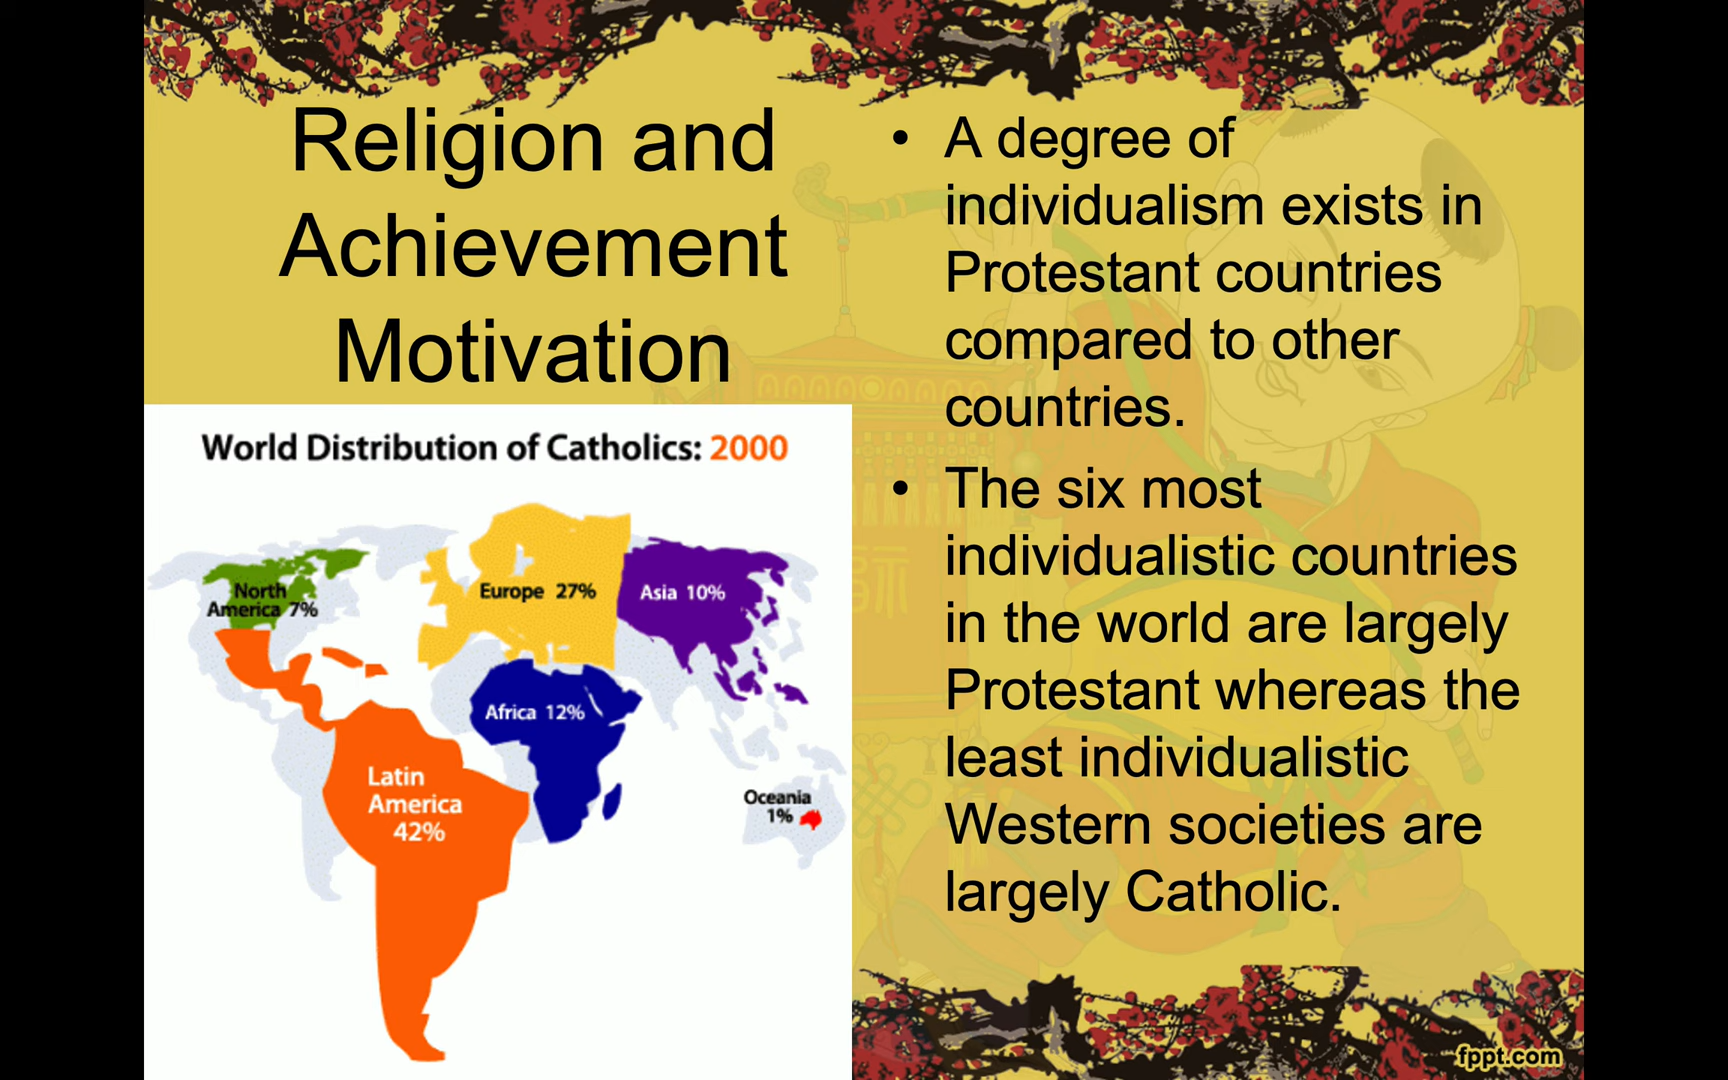 Religion and
Achievement
Motivation
World Distribution of Catholics: 2000
North
America 7%
Europe 27%
Asia 10%
Africa 12%
Latin
America
42%
Oceania
1%
• A degree of
individualism exists in
Protestant countries
compared to other
countries.
• The six most
individualistic countries
in the world are largely
Protestant whereas the
least individualistic
Western societies are
largely Catholic.
fppt.com